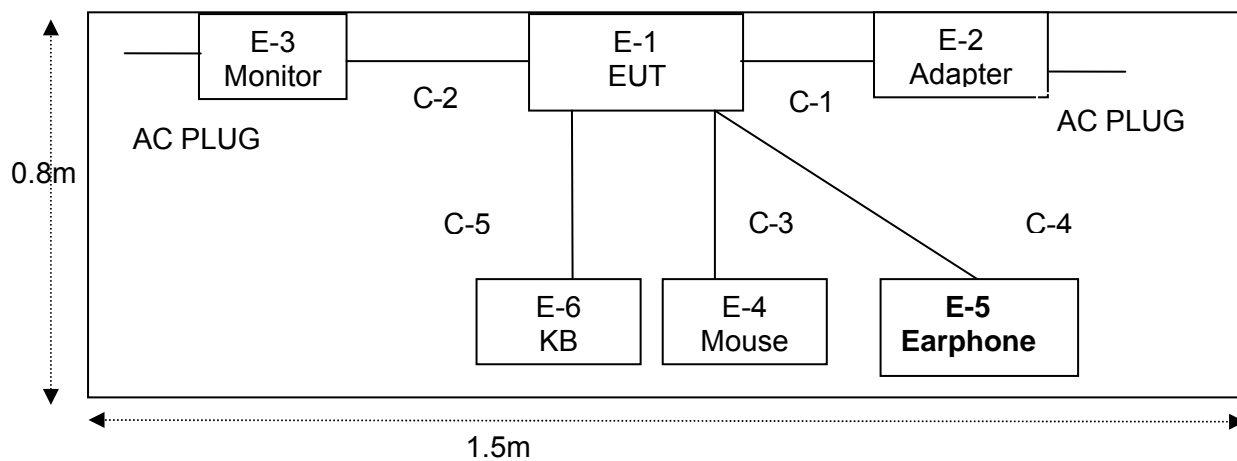 E-3
Monitor
E-1
EUT
E-2
Adapter
C-2
C-1
AC PLUG
AC PLUG
0.8m
C-5
C-3
C-4
E-6
KB
E-4
Mouse
E-5
Earphone
1.5m